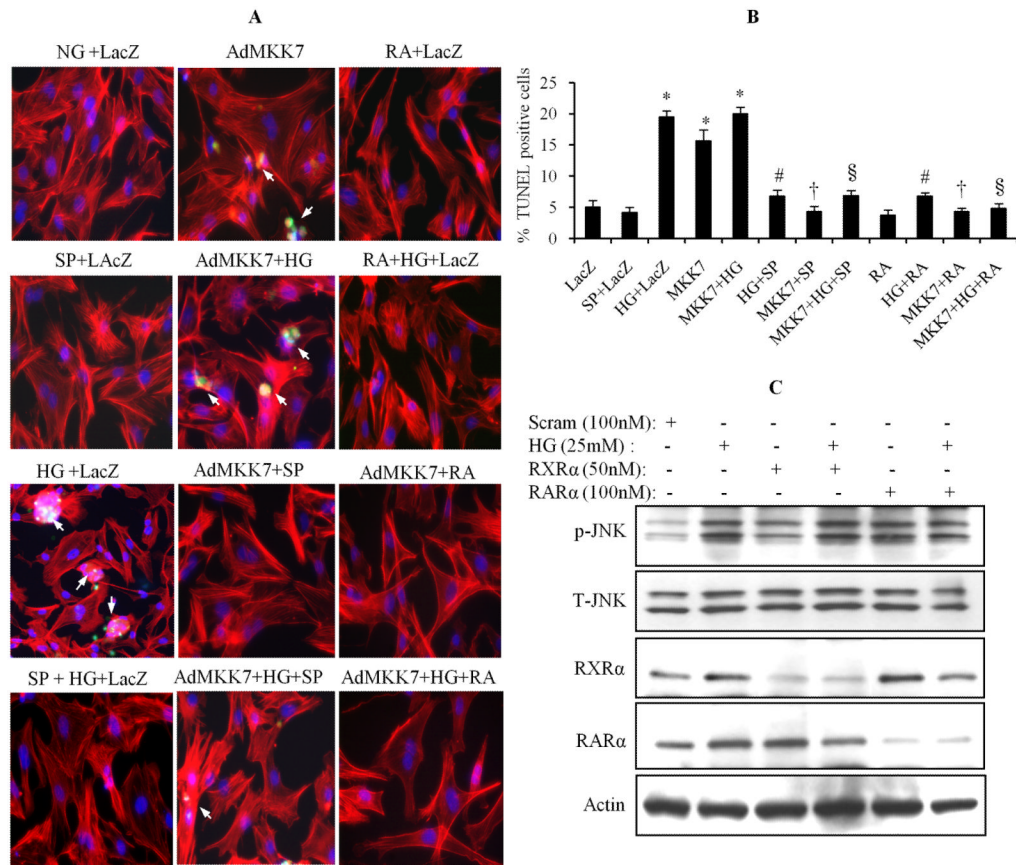 A
NG +LacZ AdMKK7 RA+LacZ
SP+LAcZ AdMKK7+HG RA+HG+LacZ
HG +LacZ AdMKK7+SP AdMKK7+RA
SP + HG+LacZ AdMKK7+HG+SP AdMKK7+HG+RA
B
% TUNEL positive cells
25
20
15
10
5
0
* * * # † § # † §
LacZ
SP+LacZ
HG+LacZ
MKK7
MKK7+HG
HG+SP
MKK7+SP
MKK7+HG+SP
RA
HG+RA
MKK7+RA
MKK7+HG+RA
C
Scram (100nM): + - - - - -
HG (25mM) : - + - + - +
RXRα (50nM): - - + + - -
RARα (100nM): - - - - + +
p-JNK
T-JNK
RXRα
RARα
Actin